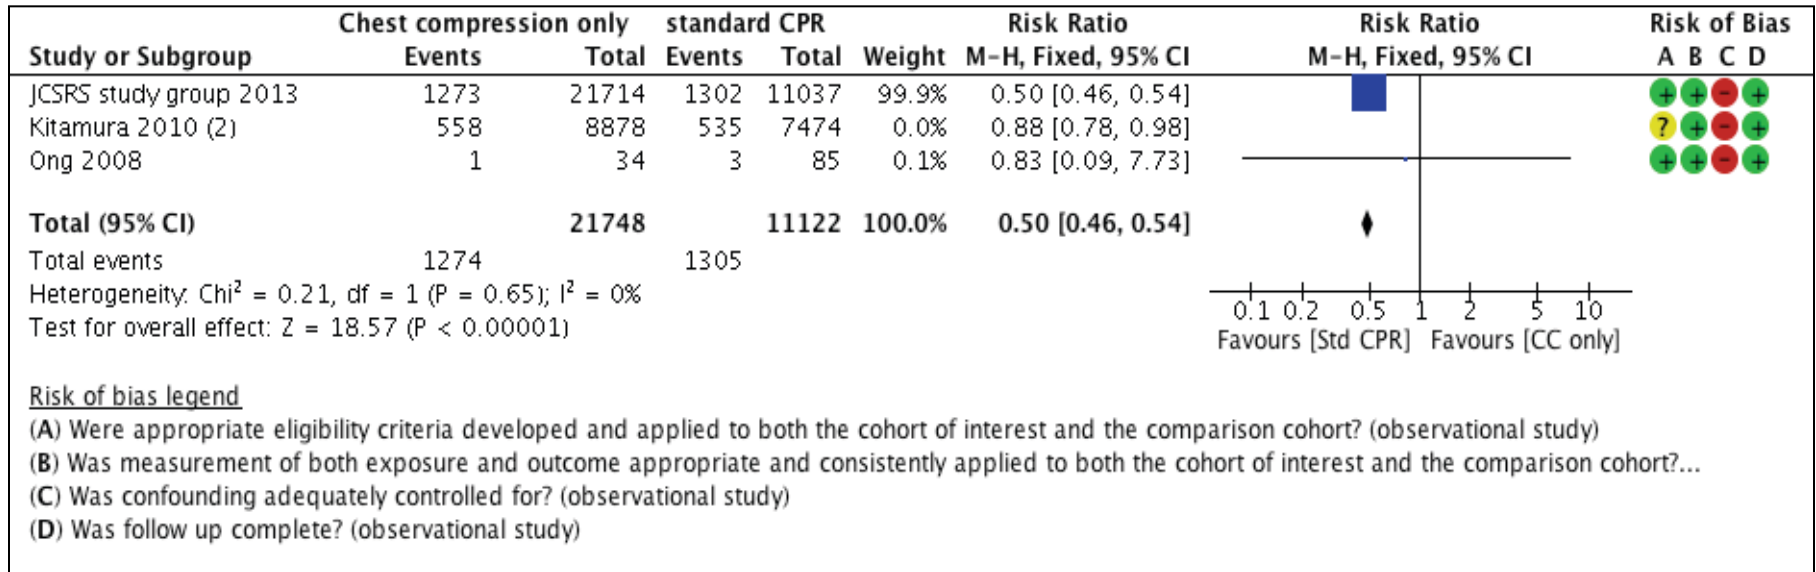 Chest compression only standard CPR Risk Ratio Risk Ratio Risk of Bias
Study or Subgroup Events Total Events Total Weight M-H, Fixed, 95% CI M-H, Fixed, 95% CI A B C D
JCSRS study group 2013 1273 21714 1302 11037 99.9% 0.50 [0.46, 0.54] + + - +
Kitamura 2010 (2) 558 8878 535 7474 0.0% 0.88 [0.78, 0.98] ? + - +
Ong 2008 1 34 3 85 0.1% 0.83 [0.09, 7.73] + + - +
Total (95% CI) 21748 11122 100.0% 0.50 [0.46, 0.54]
Total events 1274 1305
Heterogeneity: Chi² = 0.21, df = 1 (P = 0.65); I² = 0%
Test for overall effect: Z = 18.57 (P < 0.00001)
0.1 0.2 0.5 1 2 5 10
Favours [Std CPR] Favours [CC only]
Risk of bias legend
(A) Were appropriate eligibility criteria developed and applied to both the cohort of interest and the comparison cohort? (observational study)
(B) Was measurement of both exposure and outcome appropriate and consistently applied to both the cohort of interest and the comparison cohort?...
(C) Was confounding adequately controlled for? (observational study)
(D) Was follow up complete? (observational study)